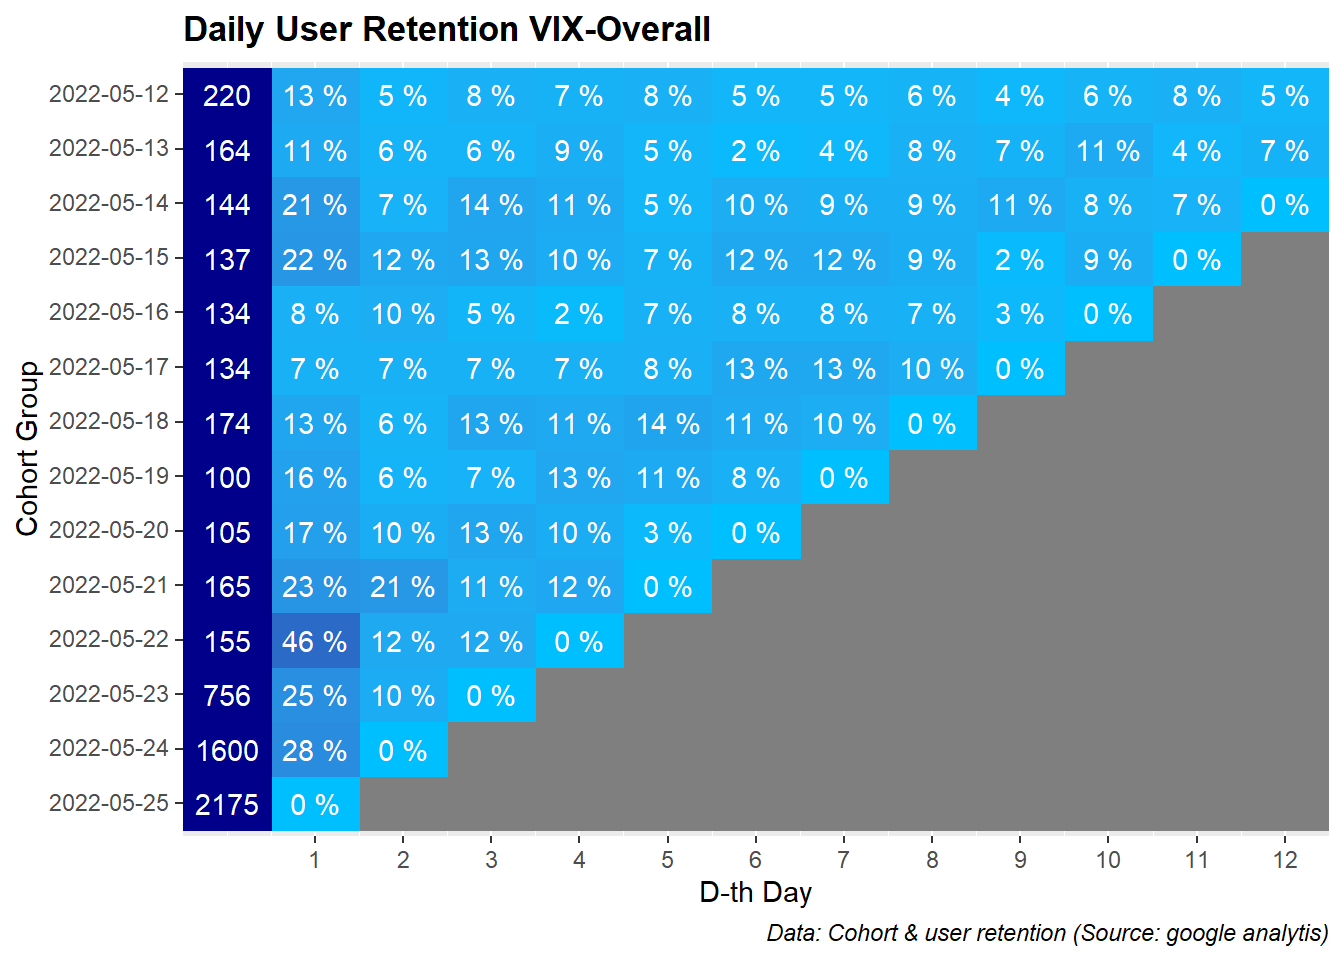 Daily User Retention VIX-Overall
Cohort Group
2022-05-12 220 13 % 5 % 8 % 7 % 8 % 5 % 5 % 6 % 4 % 6 % 8 % 5 %
2022-05-13 164 11 % 6 % 6 % 9 % 5 % 2 % 4 % 8 % 7 % 11 % 4 % 7 %
2022-05-14 144 21 % 7 % 14 % 11 % 5 % 10 % 9 % 9 % 11 % 8 % 7 % 0 %
2022-05-15 137 22 % 12 % 13 % 10 % 7 % 12 % 12 % 9 % 2 % 9 % 0 %
2022-05-16 134 8 % 10 % 5 % 2 % 7 % 8 % 8 % 7 % 3 % 0 %
2022-05-17 134 7 % 7 % 7 % 7 % 8 % 13 % 13 % 10 % 0 %
2022-05-18 174 13 % 6 % 13 % 11 % 14 % 11 % 10 % 0 %
2022-05-19 100 16 % 6 % 7 % 13 % 11 % 8 % 0 %
2022-05-20 105 17 % 10 % 13 % 10 % 3 % 0 %
2022-05-21 165 23 % 21 % 11 % 12 % 0 %
2022-05-22 155 46 % 12 % 12 % 0 %
2022-05-23 756 25 % 10 % 0 %
2022-05-24 1600 28 % 0 %
2022-05-25 2175 0 %
1 2 3 4 5 6 7 8 9 10 11 12
D-th Day
Data: Cohort & user retention (Source: google analytis)